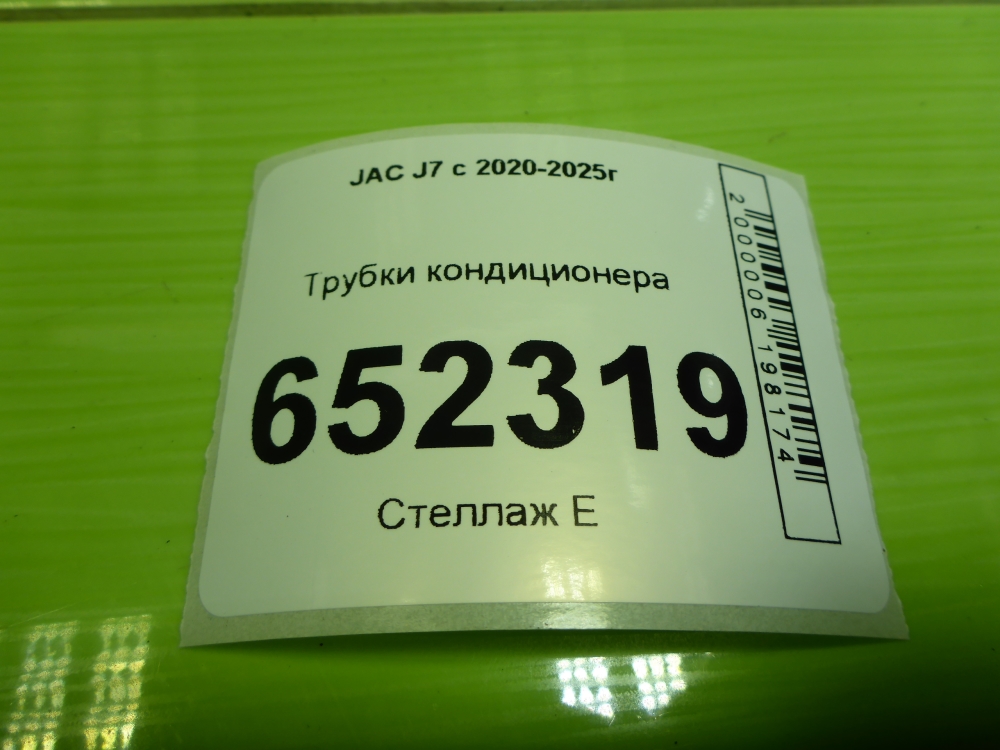 JAC J7 с 2020-2025г
Трубки кондиционера
652319
Стеллаж Е
2000006198174